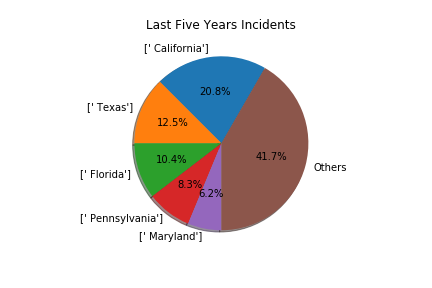 Last Five Years Incidents
[' California']
20.8%
[' Texas']
12.5%
[' Florida']
10.4%
[' Pennsylvania']
8.3%
[' Maryland']
6.2%
Others
41.7%